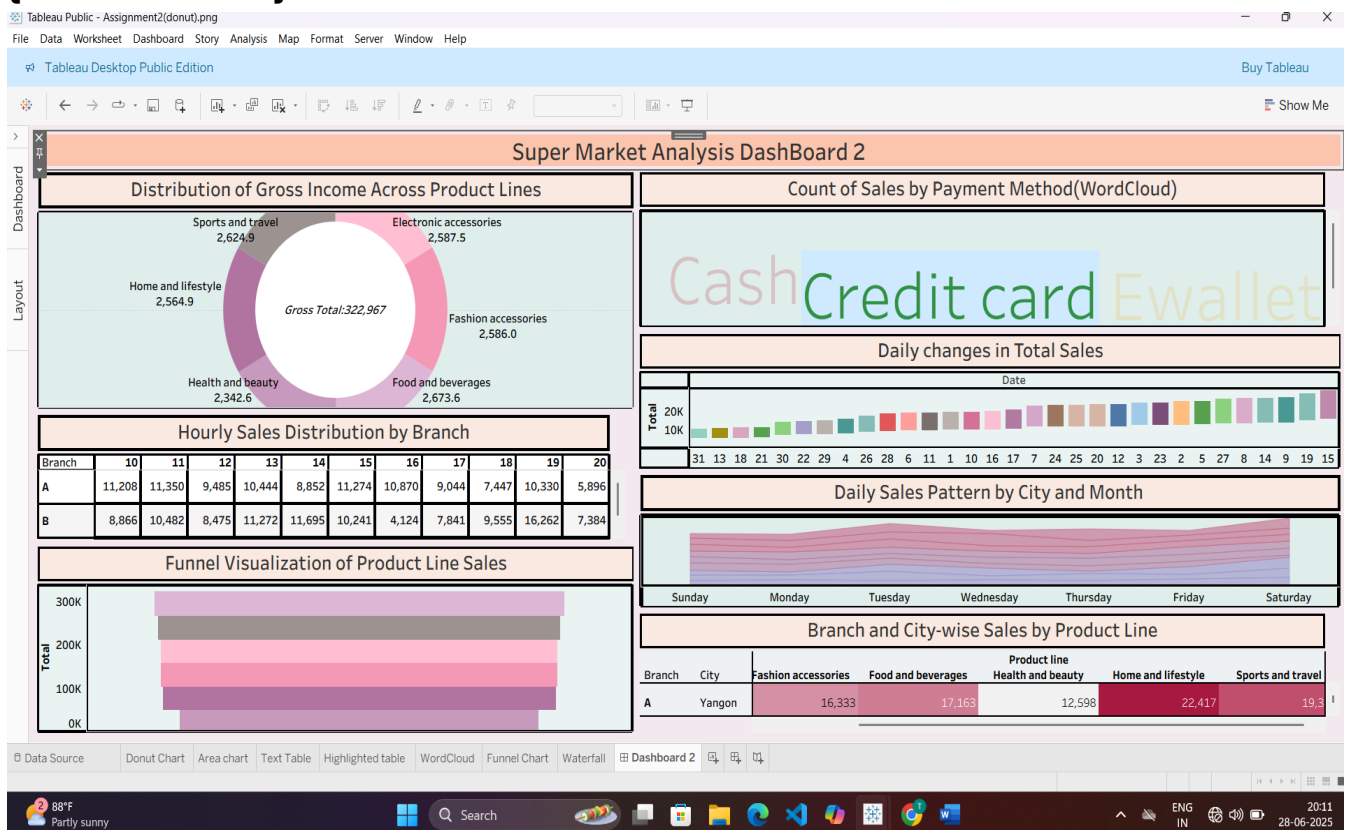 Tableau Public - Assignment2(donut).png
File Data Worksheet Dashboard Story Analysis Map Format Server Window Help
Tableau Desktop Public Edition
Buy Tableau
Show Me
Dashboard
Layout
Super Market Analysis DashBoard 2
Distribution of Gross Income Across Product Lines
Sports and travel
2,624.9
Electronic accessories
2,587.5
Home and lifestyle
2,564.9
Gross Total:322,967
Fashion accessories
2,586.0
Health and beauty
2,342.6
Food and beverages
2,673.6
Hourly Sales Distribution by Branch
Branch 10 11 12 13 14 15 16 17 18 19 20
A 11,208 11,350 9,485 10,444 8,852 11,274 10,870 9,044 7,447 10,330 5,896
B 8,866 10,482 8,475 11,272 11,695 10,241 4,124 7,841 9,555 16,262 7,384
Funnel Visualization of Product Line Sales
Total
300K
200K
100K
0K
Count of Sales by Payment Method(WordCloud)
Cash Credit card Ewallet
Daily changes in Total Sales
Date
Total
20K
10K
31 13 18 21 30 22 29 4 26 28 6 11 1 10 16 17 7 24 25 20 12 3 23 2 5 27 8 14 9 19 15
Daily Sales Pattern by City and Month
Sunday Monday Tuesday Wednesday Thursday Friday Saturday
Branch and City-wise Sales by Product Line
Product line
Branch City Fashion accessories Food and beverages Health and beauty Home and lifestyle Sports and travel
A Yangon 16,333 17,163 12,598 22,417 19,3
Data Source Donut Chart Area chart Text Table Highlighted table WordCloud Funnel Chart Waterfall Dashboard 2
2
88°F
Partly sunny
Search
ENG
IN
20:11
28-06-2025